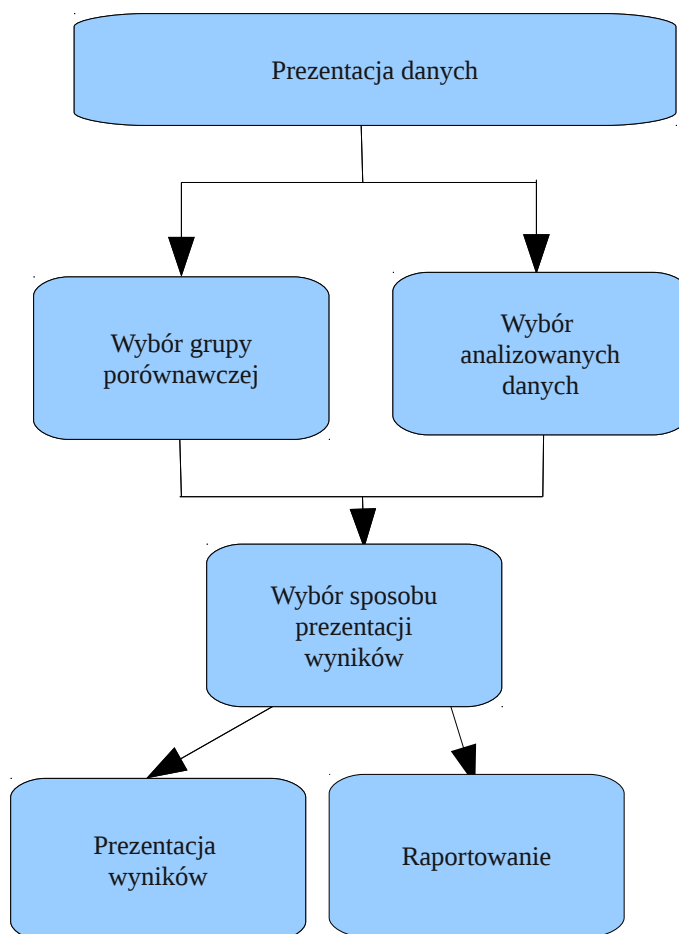 Prezentacja danych
Wybór grupy
porównawczej
Wybór
analizowanych
danych
Wybór sposobu
prezentacji
wyników
Prezentacja
wyników
Raportowanie